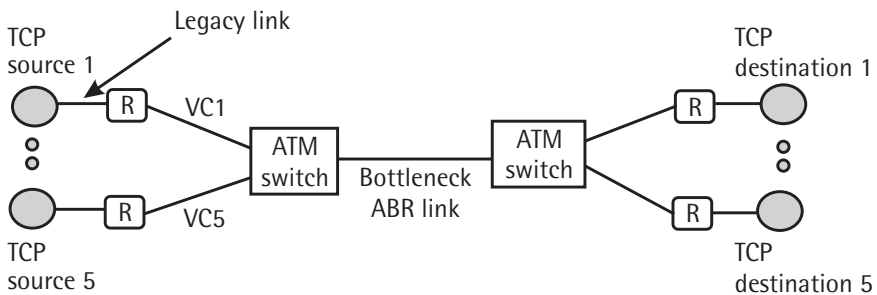 Legacy link
TCP
source 1
R
VC1
ATM
switch
Bottleneck
ABR link
ATM
switch
R
TCP
destination 1
R
VC5
TCP
source 5
R
TCP
destination 5